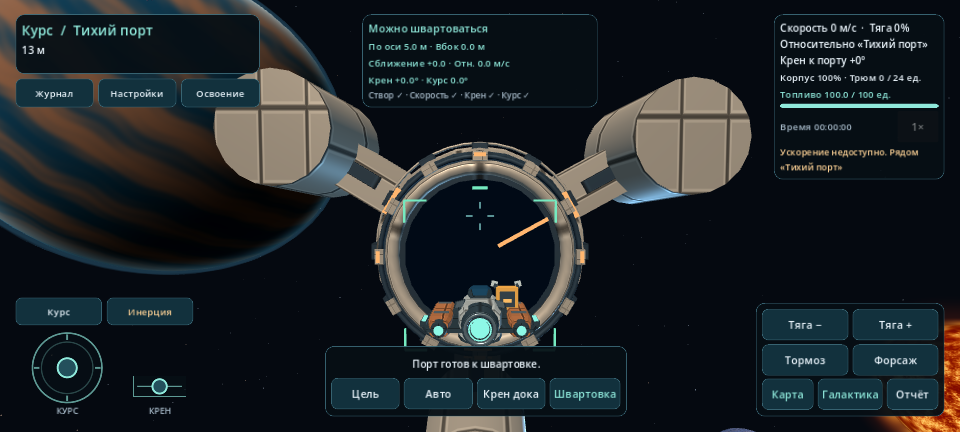 Курс / Тихий порт
13 м
Журнал
Настройки
Освоение
Можно швартоваться
По оси 5.0 м · Вбок 0.0 м
Сближение +0.0 · Отн. 0.0 м/с
Крен +0.0° · Курс 0.0°
Створ ✓ · Скорость ✓ · Крен ✓ · Курс ✓
Скорость 0 м/с · Тяга 0%
Относительно «Тихий порт»
Крен к порту +0°
Корпус 100% · Трюм 0 / 24 ед.
Топливо 100.0 / 100 ед.
Время 00:00:00
1×
Ускорение недоступно. Рядом
«Тихий порт»
Курс
Инерция
КУРС
КРЕН
Порт готов к швартовке.
Цель
Авто
Крен дока
Швартовка
Тяга −
Тяга +
Тормоз
Форсаж
Карта
Галактика
Отчёт